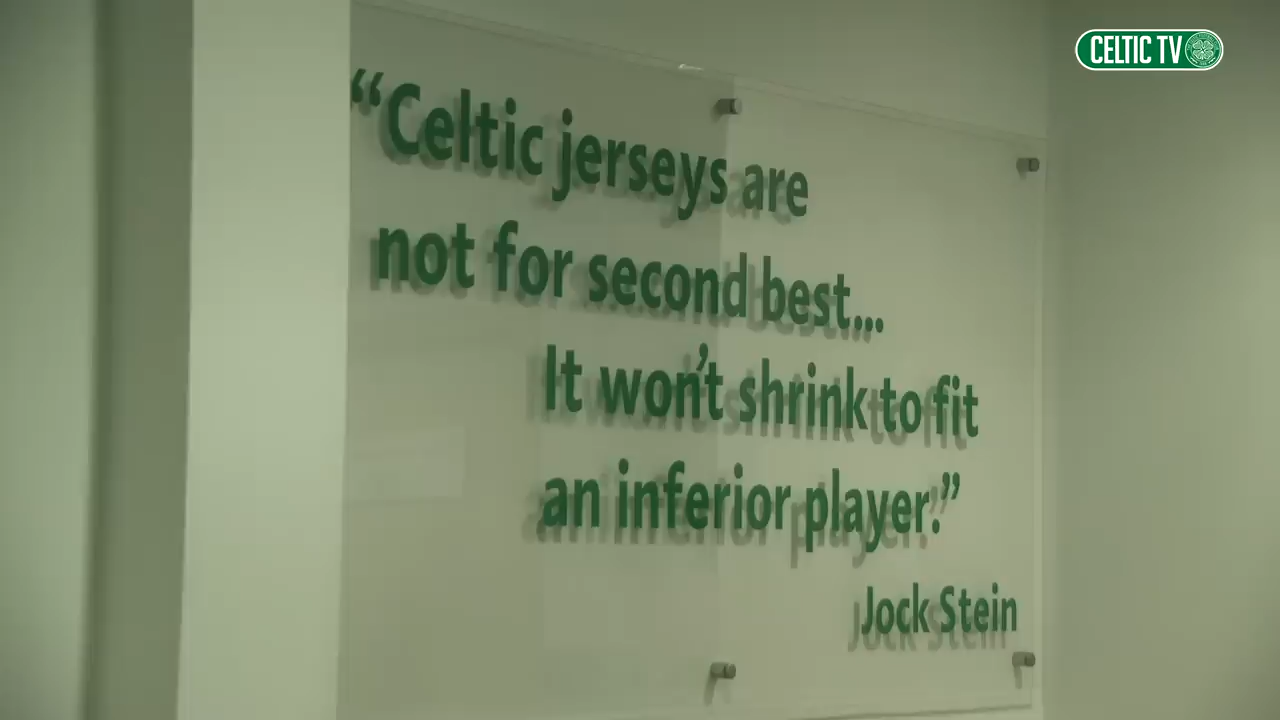 CELTIC TV
“Celtic jerseys are
not for second best...
It won’t shrink to fit
an inferior player.”
Jock Stein